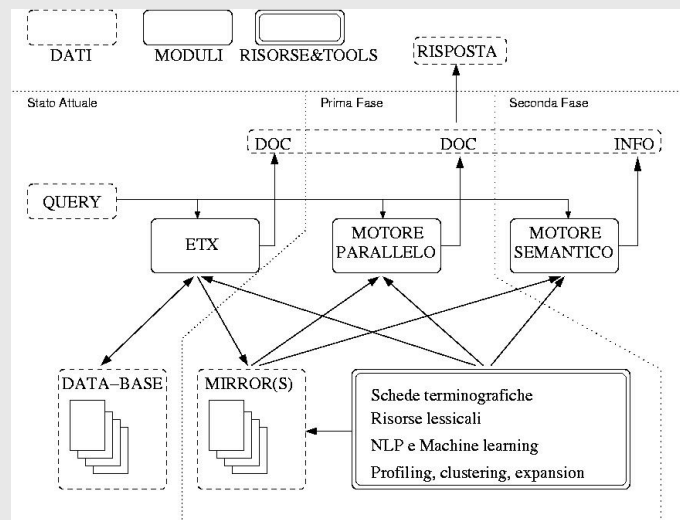 DATI
MODULI
RISORSE&TOOLS
RISPOSTA
Stato Attuale
Prima Fase
Seconda Fase
DOC
DOC
INFO
QUERY
ETX
MOTORE
PARALLELO
MOTORE
SEMANTICO
DATA-BASE
MIRROR(S)
Schede terminografiche
Risorse lessicali
NLP e Machine learning
Profiling, clustering, expansion